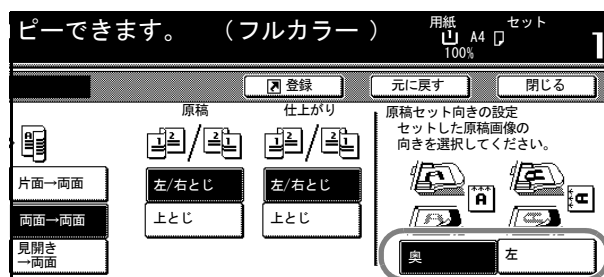 ピーできます。 （フルカラー ）
用紙 セット
A4
100%
1
登録 元に戻す 閉じる
原稿 仕上がり 原稿セット向きの設定
セットした原稿画像の
向きを選択してください。
片面→両面 左/右とじ 左/右とじ
両面→両面 上とじ 上とじ
見開き
→両面
奥 左